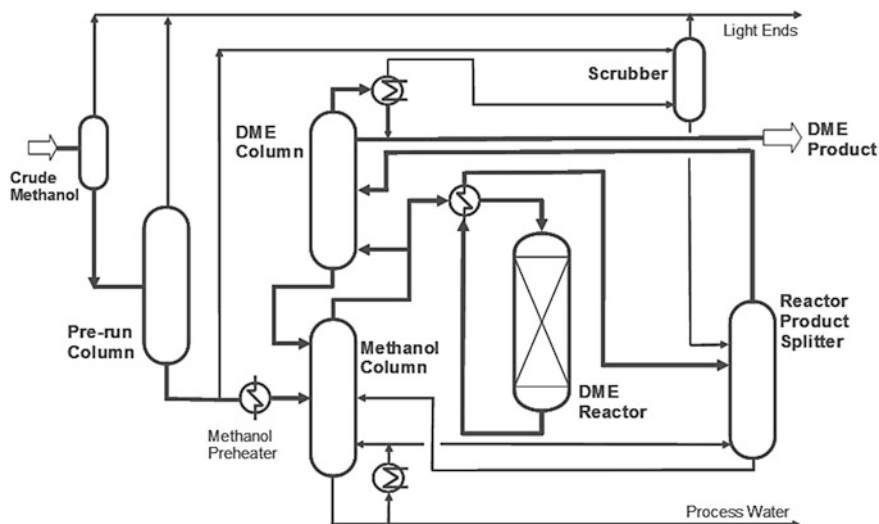 Light Ends
Scrubber
DME
Product
DME
Column
Crude
Methanol
Pre-run
Column
Methanol
Column
Reactor
Product
Splitter
DME
Reactor
Methanol
Preheater
Process Water